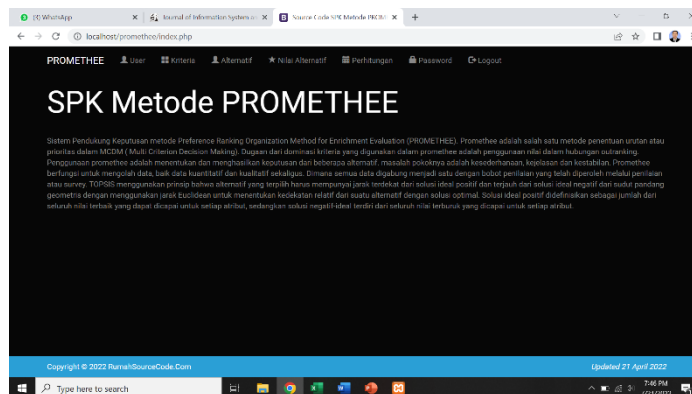 (3) WhatsApp
Journal of Information System an
Source Code SPK Metode PROM
localhost/promethee/index.php
PROMETHEE User Kriteria Alternatif Nilai Alternatif Perhitungan Password Logout
SPK Metode PROMETHEE
Sistem Pendukung Keputusan metode Preference Ranking Organization Method for Enrichment Evaluation (PROMETHEE). Promethee adalah salah satu metode penentuan urutan atau
prioritas dalam MCDM ( Multi Criterion Decision Making). Dugaan dari dominasi kriteria yang digunakan dalam promethee adalah penggunaan nilai dalam hubungan outranking.
Penggunaan promethee adalah menentukan dan menghasilkan keputusan dari beberapa alternatif. masalah pokoknya adalah kesederhanaan, kejelasan dan kestabilan. Promethee
berfungsi untuk mengolah data, baik data kuantitatif dan kualitatif sekaligus. Dimana semua data digabung menjadi satu dengan bobot penilaian yang telah diperoleh melalui penilaian
atau survey. TOPSIS menggunakan prinsip bahwa alternatif yang terpilih harus mempunyai jarak terdekat dari solusi ideal positif dan terjauh dari solusi ideal negatif dari sudut pandang
geometris dengan menggunakan jarak Euclidean untuk menentukan kedekatan relatif dari suatu alternatif dengan solusi optimal. Solusi ideal positif didefinisikan sebagai jumlah dari
seluruh nilai terbaik yang dapat dicapai untuk setiap atribut, sedangkan solusi negatif-ideal terdiri dari seluruh nilai terburuk yang dicapai untuk setiap atribut.
Copyright © 2022 RumahSourceCode.Com Updated 21 April 2022
Type here to search
7:46 PM